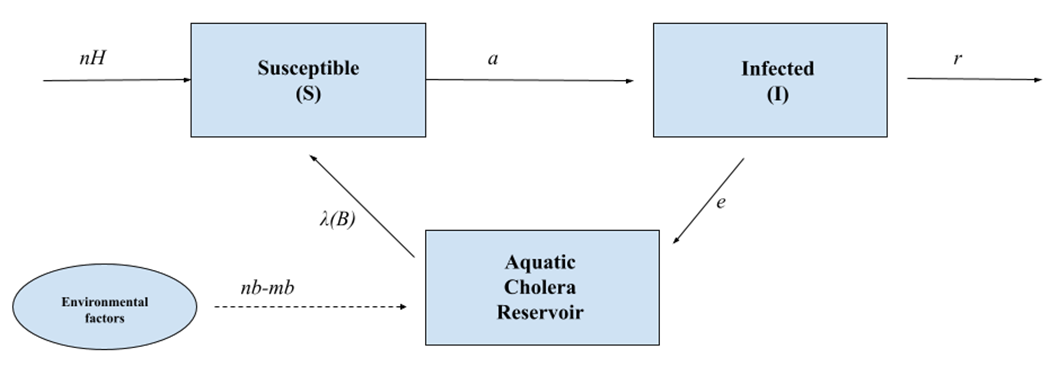 nH
Susceptible
(S)
a
Infected
(I)
r
λ(B)
e
Environmental
factors
nb-mb
Aquatic
Cholera
Reservoir